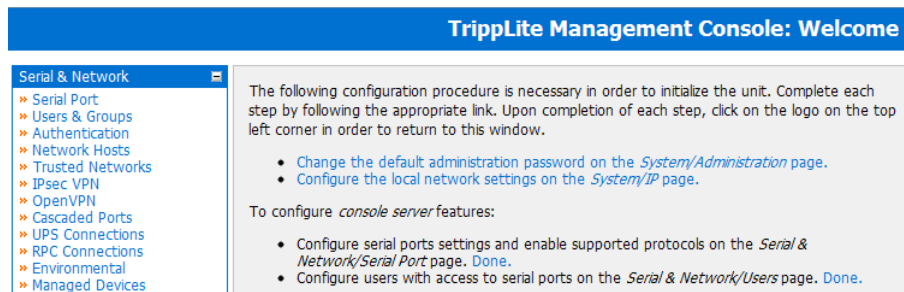 TrippLite Management Console: Welcome
Serial & Network
» Serial Port
» Users & Groups
» Authentication
» Network Hosts
» Trusted Networks
» IPsec VPN
» OpenVPN
» Cascaded Ports
» UPS Connections
» RPC Connections
» Environmental
» Managed Devices
The following configuration procedure is necessary in order to initialize the unit. Complete each
step by following the appropriate link. Upon completion of each step, click on the logo on the top
left corner in order to return to this window.
• Change the default administration password on the System/Administration page.
• Configure the local network settings on the System/IP page.
To configure console server features:
• Configure serial ports settings and enable supported protocols on the Serial &
Network/Serial Port page. Done.
• Configure users with access to serial ports on the Serial & Network/Users page. Done.